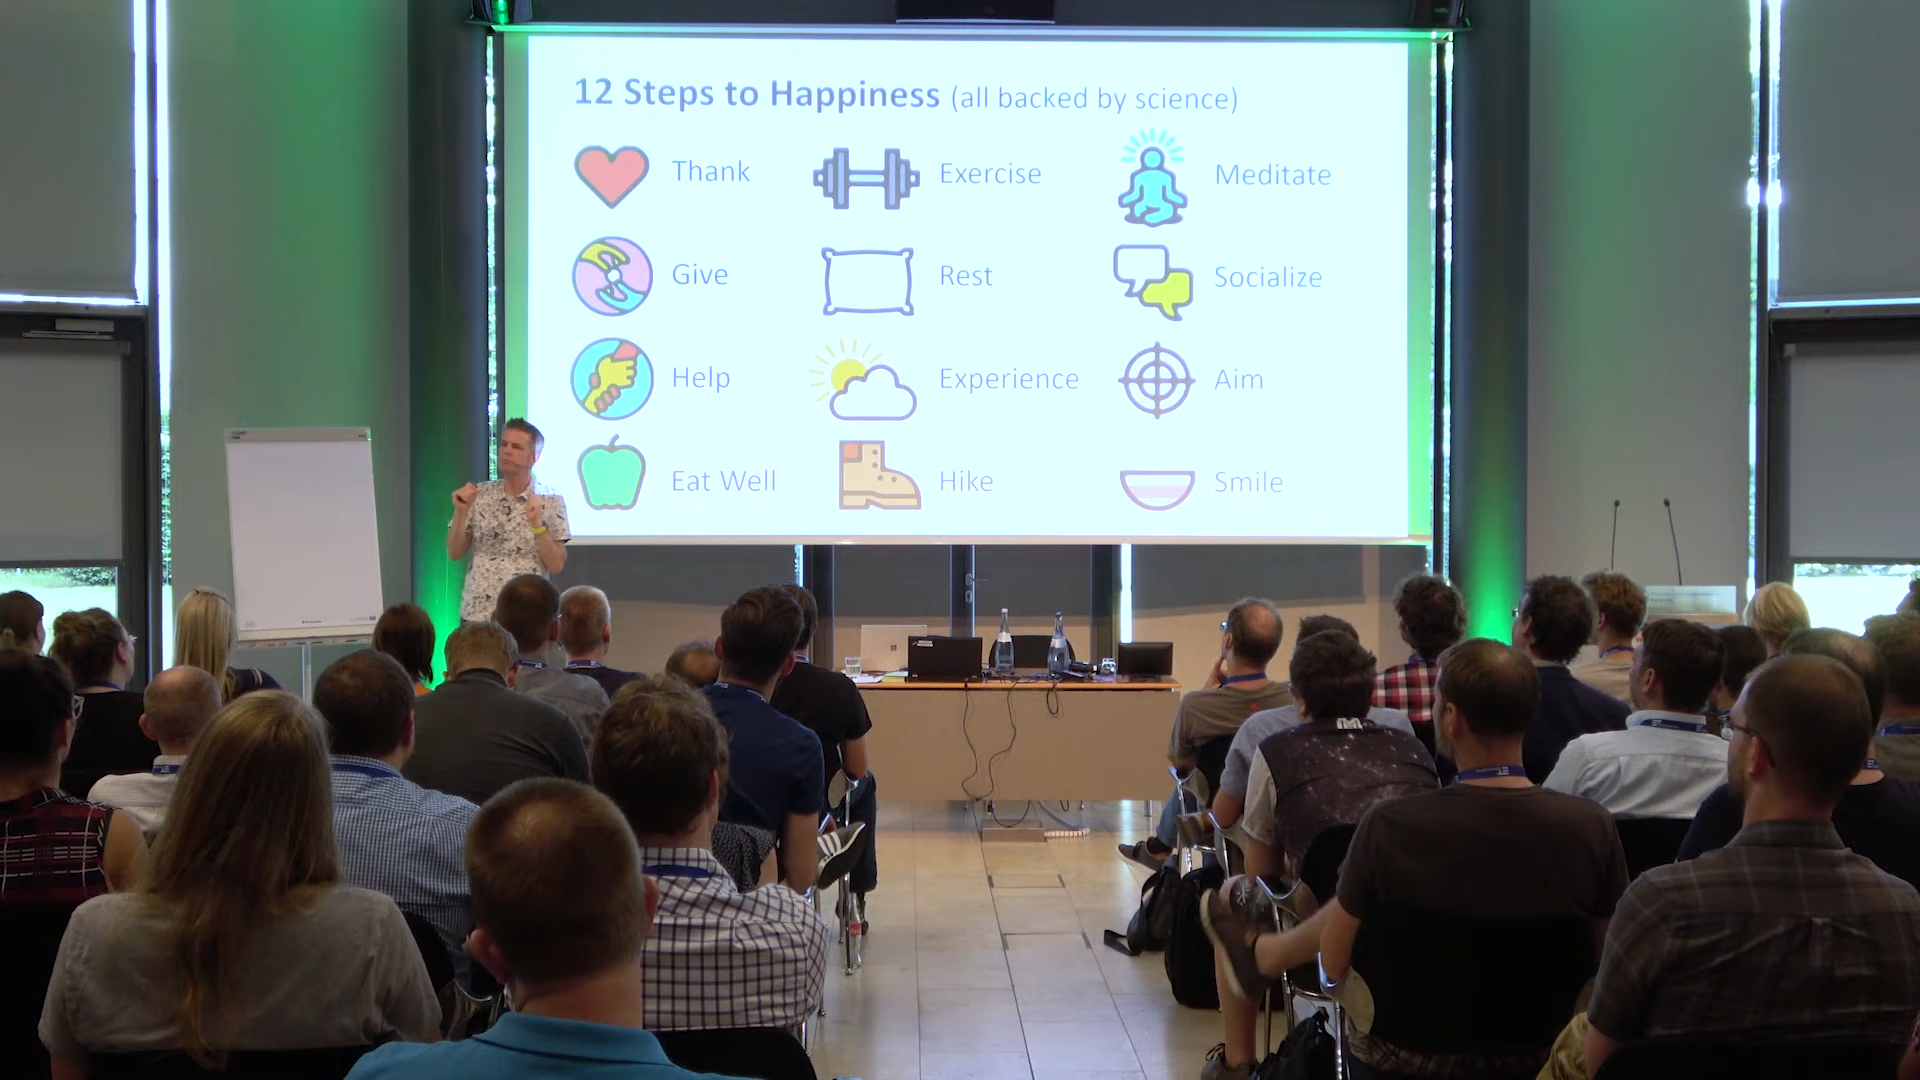 12 Steps to Happiness (all backed by science)
Thank
Exercise
Meditate
Give
Rest
Socialize
Help
Experience
Aim
Eat Well
Hike
Smile